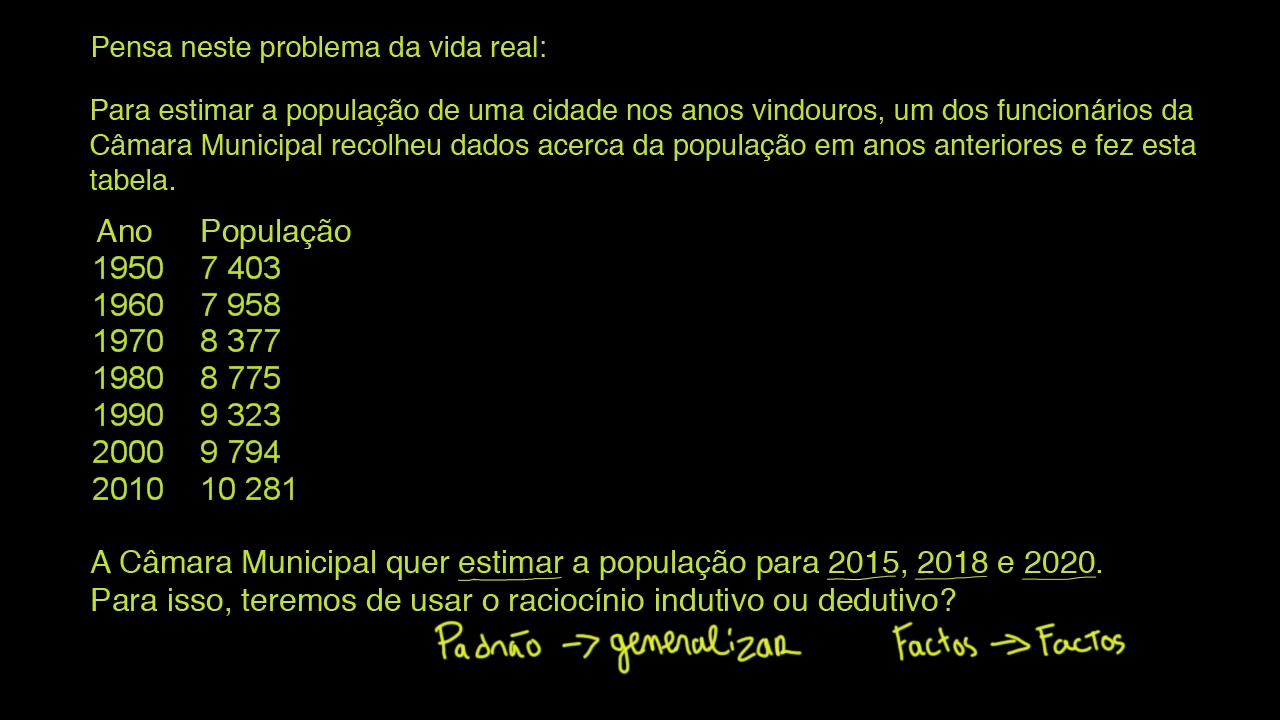 Pensa neste problema da vida real:
Para estimar a população de uma cidade nos anos vindouros, um dos funcionários da
Câmara Municipal recolheu dados acerca da população em anos anteriores e fez esta
tabela.
Ano População
1950 7 403
1960 7 958
1970 8 377
1980 8 775
1990 9 323
2000 9 794
2010 10 281
A Câmara Municipal quer estimar a população para 2015, 2018 e 2020.
Para isso, teremos de usar o raciocínio indutivo ou dedutivo?
Padrão → generalizar Factos → Factos